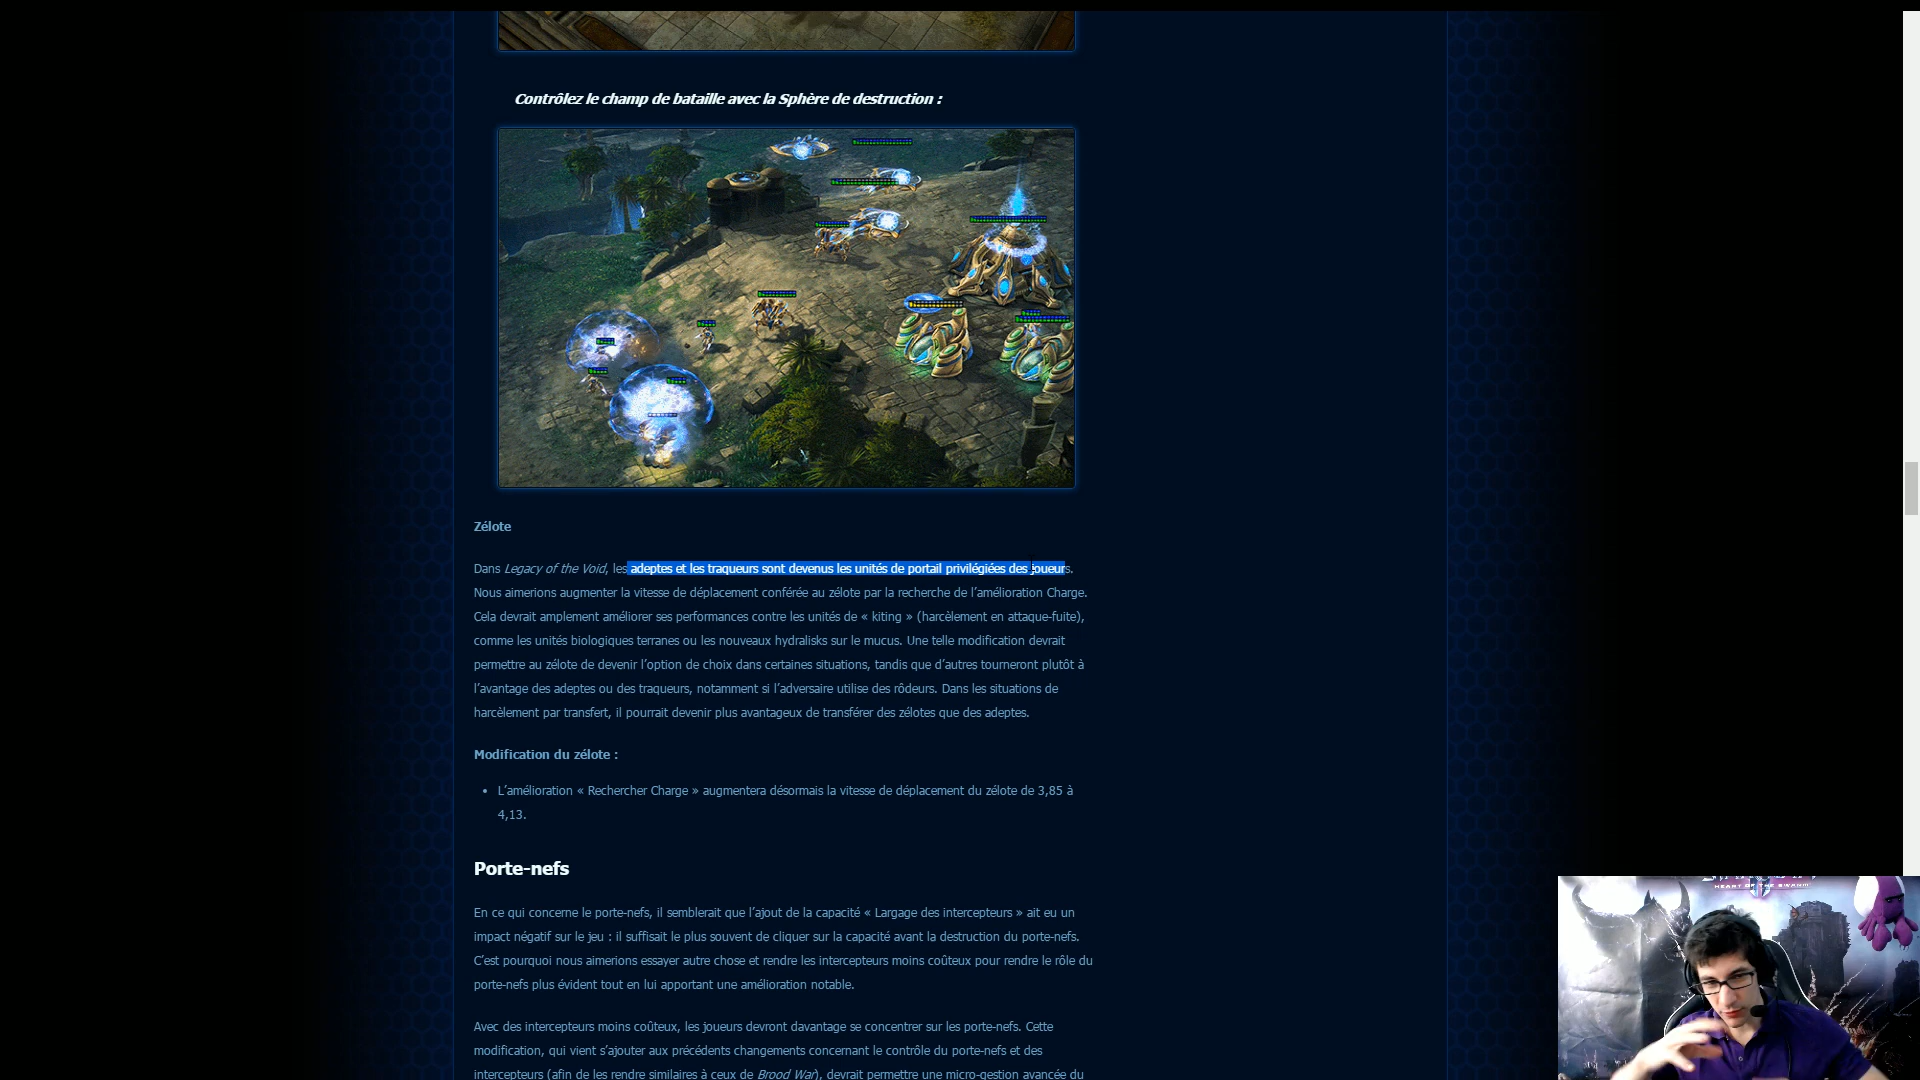 Contrôlez le champ de bataille avec la Sphère de destruction :
Zélote
Dans Legacy of the Void, les adeptes et les traqueurs sont devenus les unités de portail privilégiées des joueurs.
Nous aimerions augmenter la vitesse de déplacement conférée au zélote par la recherche de l’amélioration Charge.
Cela devrait amplement améliorer ses performances contre les unités de « kiting » (harcèlement en attaque-fuite),
comme les unités biologiques terranes ou les nouveaux hydralisks sur le mucus. Une telle modification devrait
permettre au zélote de devenir l’option de choix dans certaines situations, tandis que d’autres tourneront plutôt à
l’avantage des adeptes ou des traqueurs, notamment si l’adversaire utilise des rôdeurs. Dans les situations de
harcèlement par transfert, il pourrait devenir plus avantageux de transférer des zélotes que des adeptes.
Modification du zélote :
• L’amélioration « Rechercher Charge » augmentera désormais la vitesse de déplacement du zélote de 3,85 à
4,13.
Porte-nefs
En ce qui concerne le porte-nefs, il semblerait que l’ajout de la capacité « Largage des intercepteurs » ait eu un
impact négatif sur le jeu : il suffisait le plus souvent de cliquer sur la capacité avant la destruction du porte-nefs.
C’est pourquoi nous aimerions essayer autre chose et rendre les intercepteurs moins coûteux pour rendre le rôle du
porte-nefs plus évident tout en lui apportant une amélioration notable.
Avec des intercepteurs moins coûteux, les joueurs devront davantage se concentrer sur les porte-nefs. Cette
modification, qui vient s’ajouter aux précédents changements concernant le contrôle du porte-nefs et des
intercepteurs (afin de les rendre similaires à ceux de Brood War), devrait permettre une micro-gestion avancée du
HEART OF THE SWARM